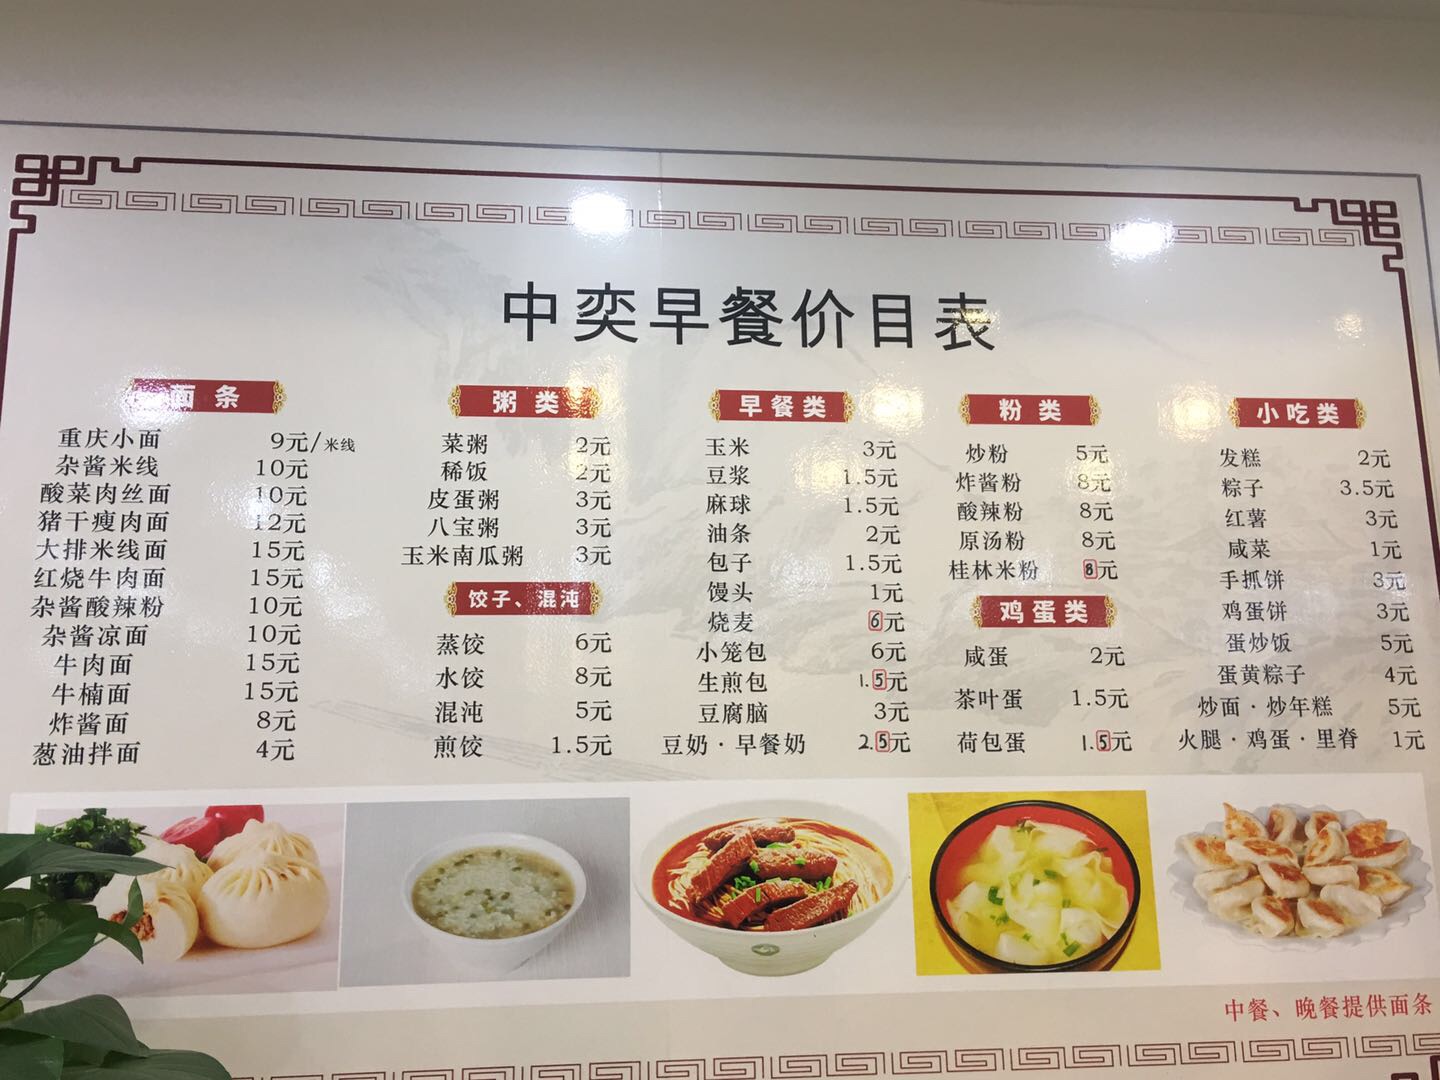 中奕早餐价目表
面条
重庆小面 9元/米线
杂酱米线 10元
酸菜肉丝面 10元
猪干瘦肉面 12元
大排米线面 15元
红烧牛肉面 15元
杂酱酸辣粉 10元
杂酱凉面 10元
牛肉面 15元
牛楠面 15元
炸酱面 8元
葱油拌面 4元
粥类
菜粥 2元
稀饭 2元
皮蛋粥 3元
八宝粥 3元
玉米南瓜粥 3元
饺子、混沌
蒸饺 6元
水饺 8元
混沌 5元
煎饺 1.5元
早餐类
玉米 3元
豆浆 1.5元
麻球 1.5元
油条 2元
包子 1.5元
馒头 1元
烧麦 6元
小笼包 6元
生煎包 1.5元
豆腐脑 3元
豆奶·早餐奶 2.5元
粉类
炒粉 5元
炸酱粉 8元
酸辣粉 8元
原汤粉 8元
桂林米粉 8元
鸡蛋类
咸蛋 2元
茶叶蛋 1.5元
荷包蛋 1.5元
小吃类
发糕 2元
粽子 3.5元
红薯 3元
咸菜 1元
手抓饼 3元
鸡蛋饼 3元
蛋炒饭 5元
蛋黄粽子 4元
炒面·炒年糕 5元
火腿·鸡蛋·里脊 1元
中餐、晚餐提供面条